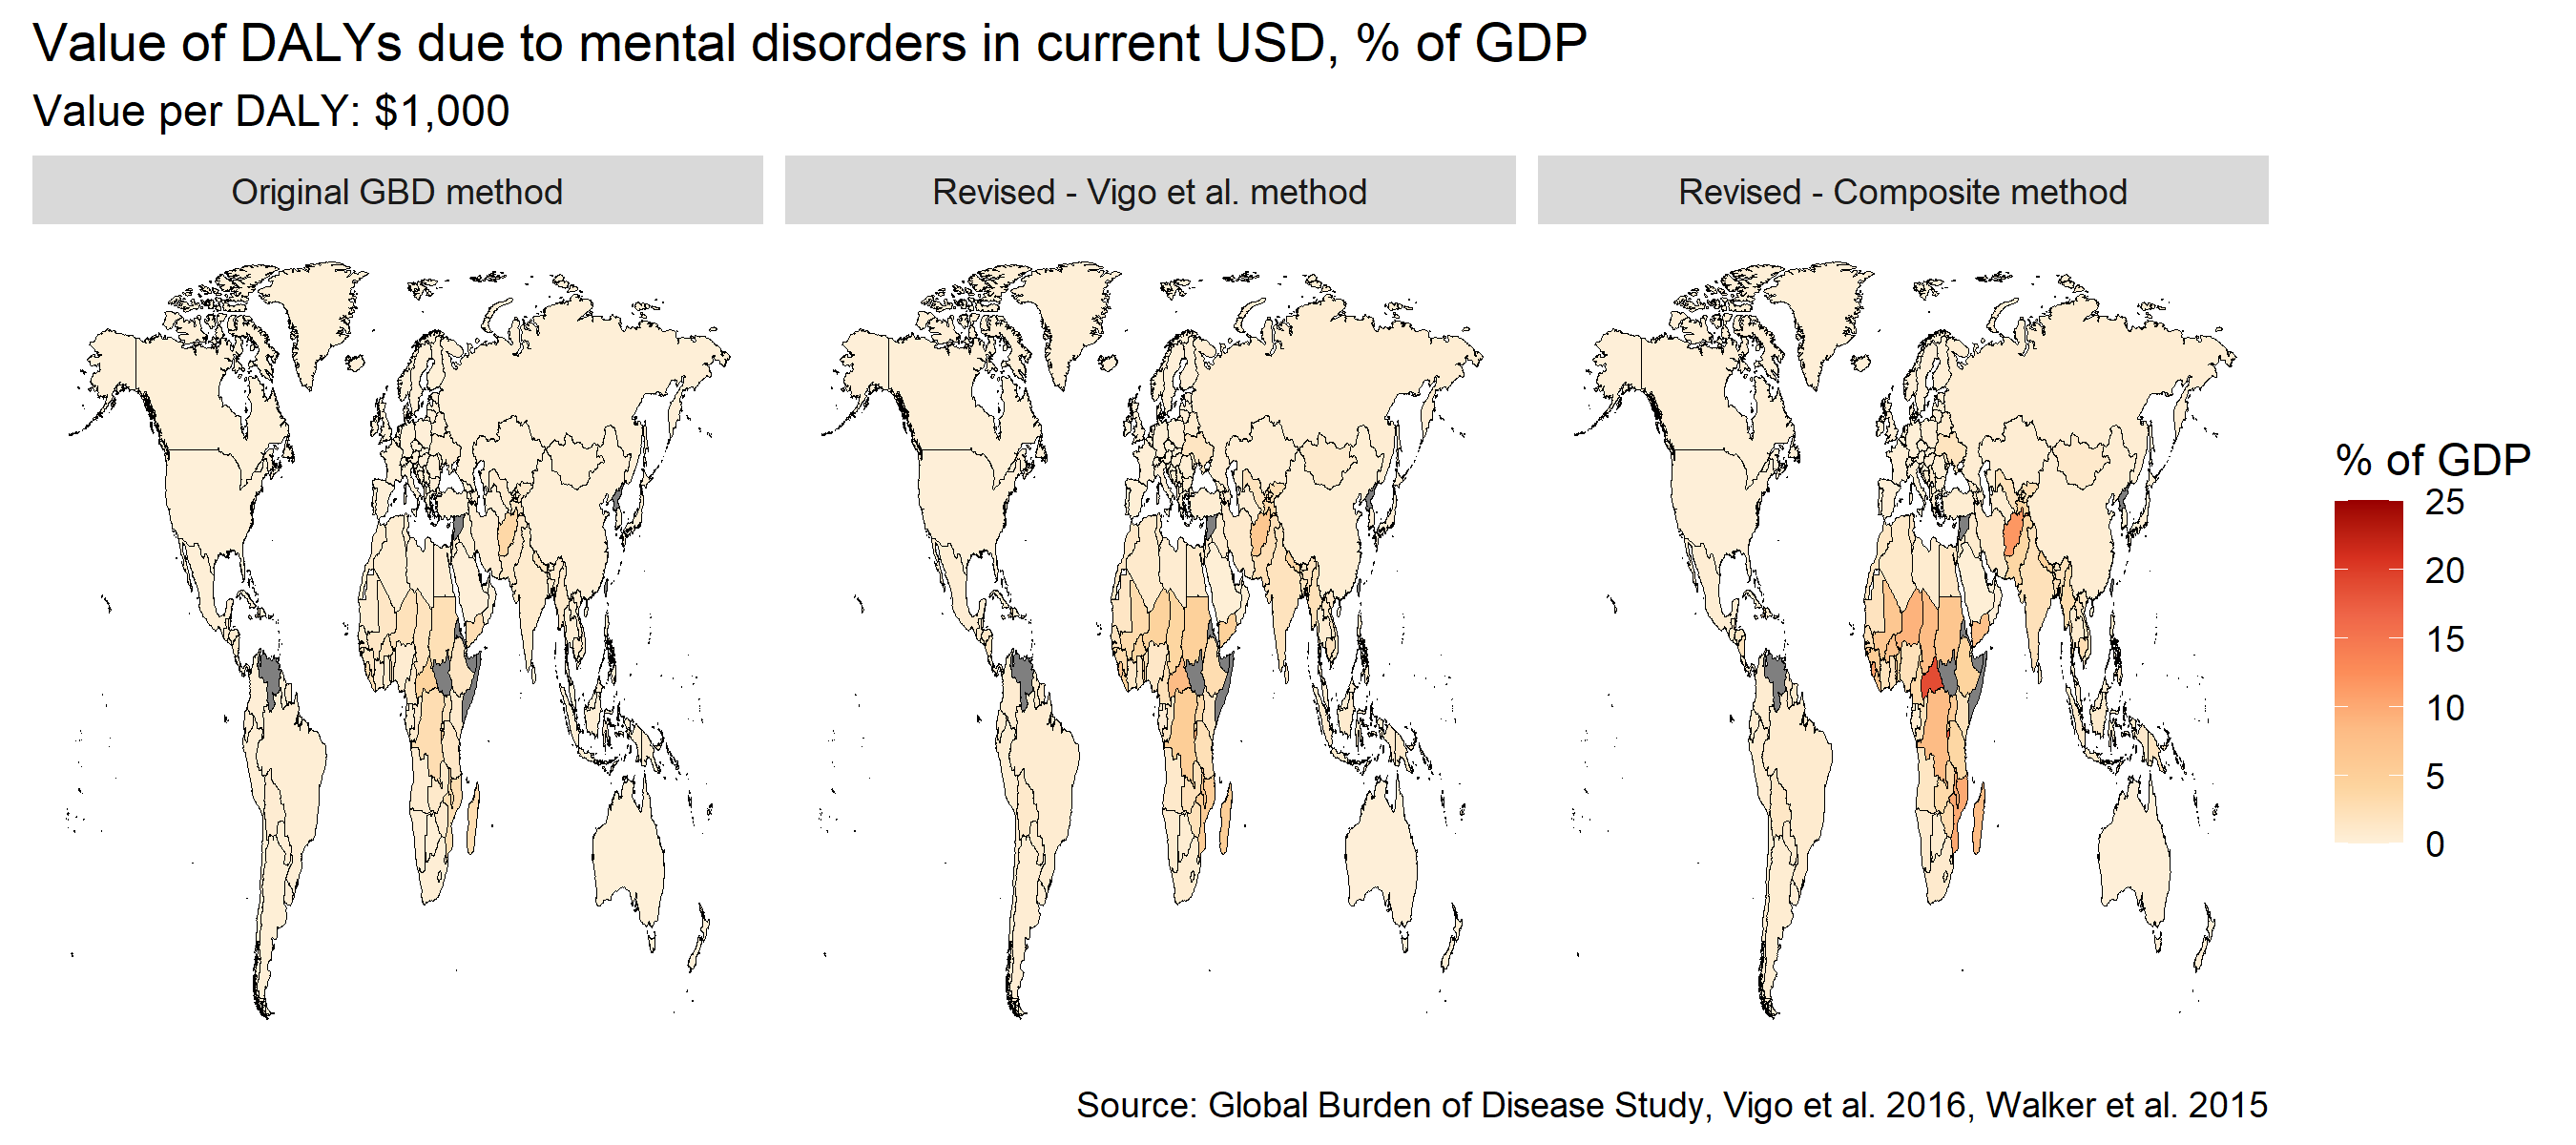 Value of DALYs due to mental disorders in current USD, % of GDP
Value per DALY: $1,000
Original GBD method
Revised - Vigo et al. method
Revised - Composite method
% of GDP
25
20
15
10
5
0
Source: Global Burden of Disease Study, Vigo et al. 2016, Walker et al. 2015